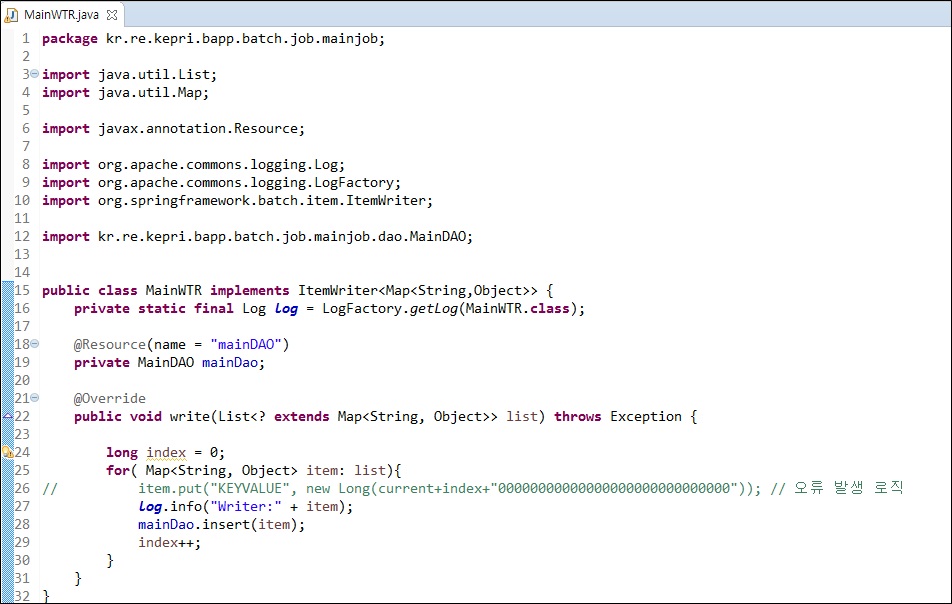 MainWTR.java
1 package kr.re.kepri.bapp.batch.job.mainjob;
2
3 import java.util.List;
4 import java.util.Map;
5
6 import javax.annotation.Resource;
7
8 import org.apache.commons.logging.Log;
9 import org.apache.commons.logging.LogFactory;
10 import org.springframework.batch.item.ItemWriter;
11
12 import kr.re.kepri.bapp.batch.job.mainjob.dao.MainDAO;
13
14
15 public class MainWTR implements ItemWriter<Map<String,Object>> {
16     private static final Log log = LogFactory.getLog(MainWTR.class);
17
18     @Resource(name = "mainDAO")
19     private MainDAO mainDao;
20
21     @Override
22     public void write(List<? extends Map<String, Object>> list) throws Exception {
23
24         long index = 0;
25         for( Map<String, Object> item: list){
26 //          item.put("KEYVALUE", new Long(current+index+"00000000000000000000000000000")); // 오류 발생 로직
27             log.info("Writer:" + item);
28             mainDao.insert(item);
29             index++;
30         }
31     }
32 }